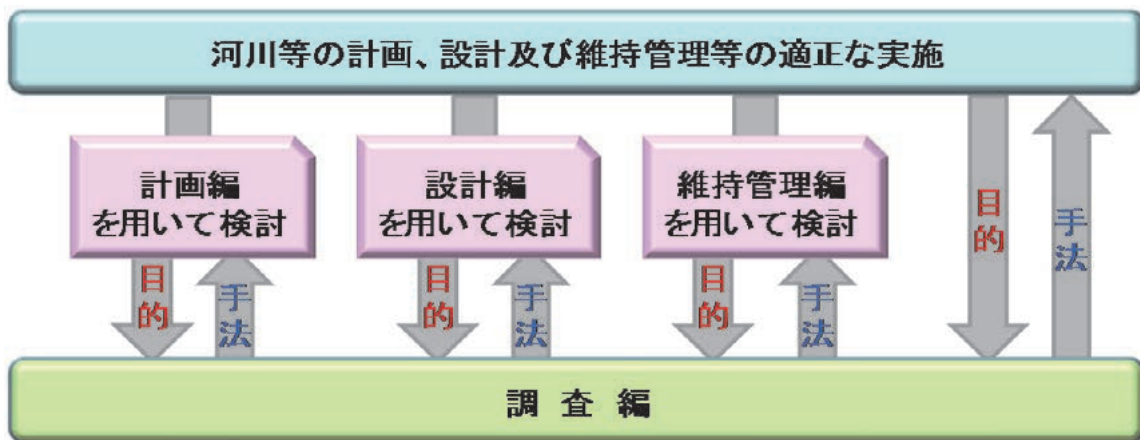 河川等の計画、設計及び維持管理等の適正な実施
計画編
を用いて検討
設計編
を用いて検討
維持管理編
を用いて検討
目的
手法
目的
手法
目的
手法
目的
手法
調査編